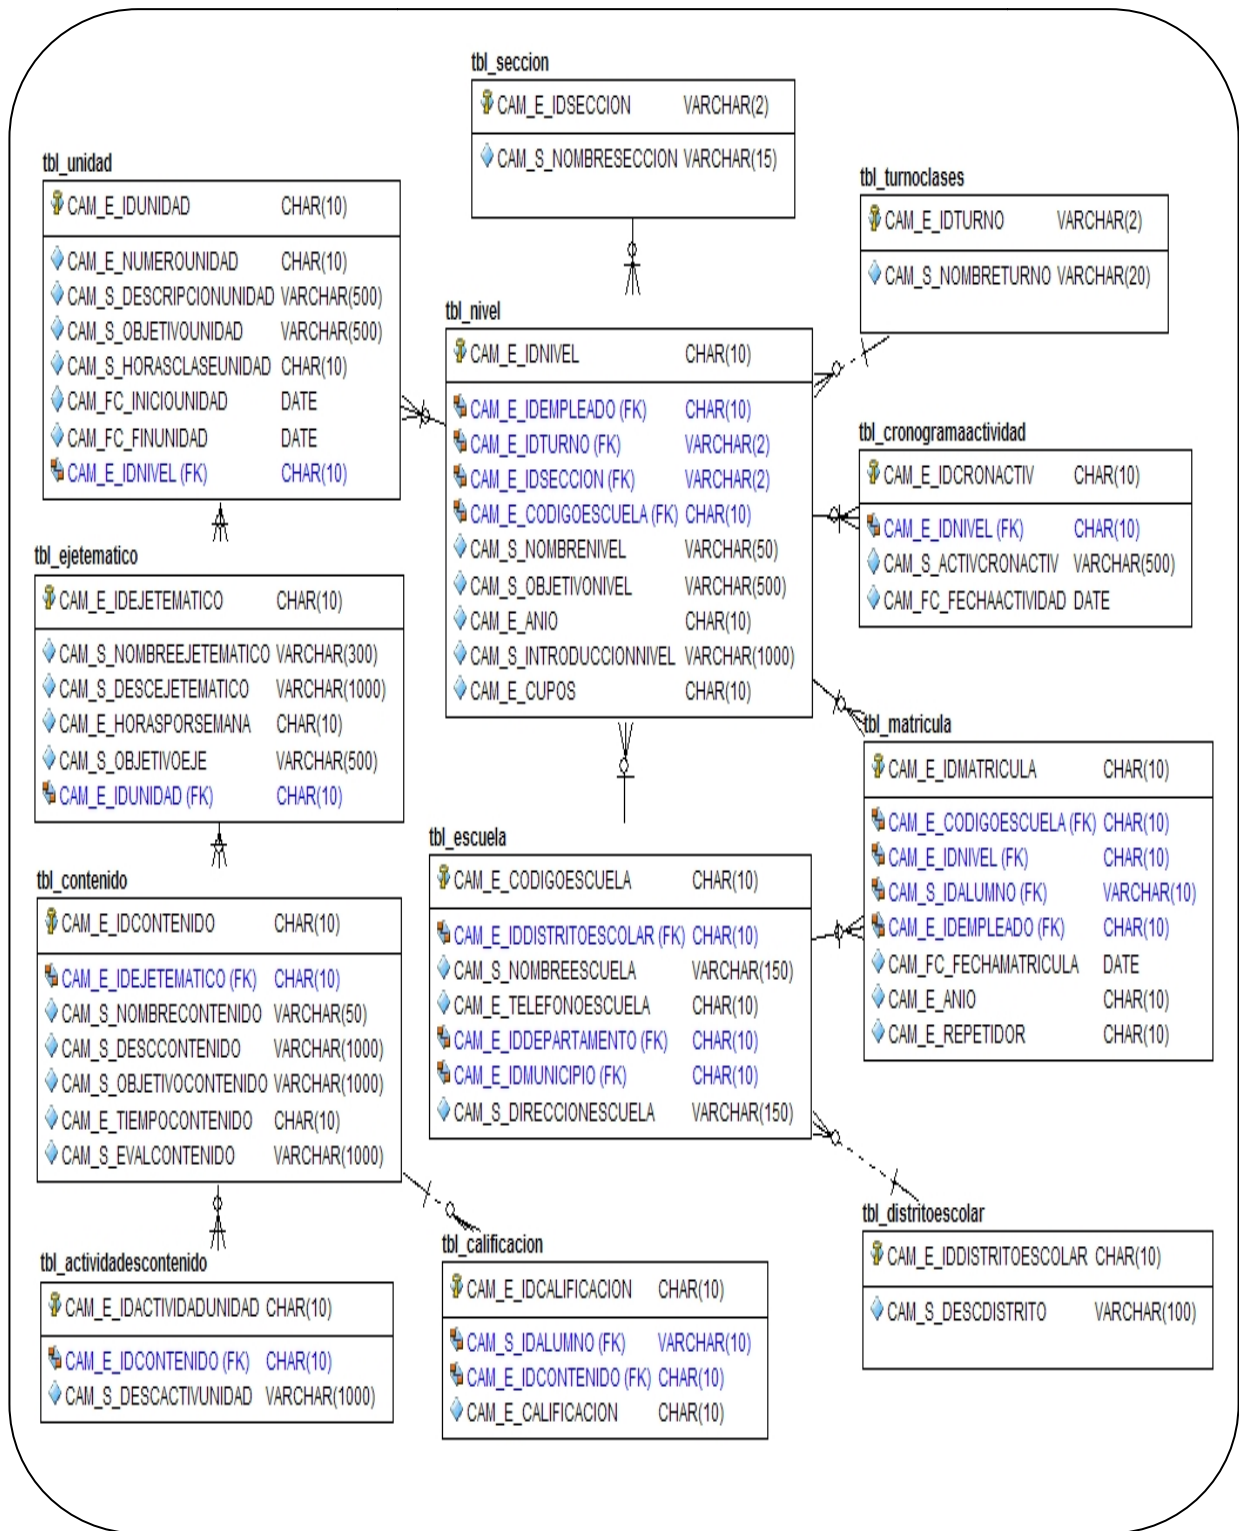 tbl_seccion
CAM_E_IDSECCION VARCHAR(2)
CAM_S_NOMBRESECCION VARCHAR(15)
tbl_unidad
CAM_E_IDUNIDAD CHAR(10)
CAM_E_NUMEROUNIDAD CHAR(10)
CAM_S_DESCRIPCIONUNIDAD VARCHAR(500)
CAM_S_OBJETIVOUNIDAD VARCHAR(500)
CAM_S_HORASCLASEUNIDAD CHAR(10)
CAM_FC_INICIOUNIDAD DATE
CAM_FC_FINUNIDAD DATE
CAM_E_IDNIVEL (FK) CHAR(10)
tbl_turnoclases
CAM_E_IDTURNO VARCHAR(2)
CAM_S_NOMBRETURNO VARCHAR(20)
tbl_nivel
CAM_E_IDNIVEL CHAR(10)
CAM_E_IDEMPLEADO (FK) CHAR(10)
CAM_E_IDTURNO (FK) VARCHAR(2)
CAM_E_IDSECCION (FK) VARCHAR(2)
CAM_E_CODIGOESCUELA (FK) CHAR(10)
CAM_S_NOMBRENIVEL VARCHAR(50)
CAM_S_OBJETIVONIVEL VARCHAR(500)
CAM_E_ANIO CHAR(10)
CAM_S_INTRODUCCIONNIVEL VARCHAR(1000)
CAM_E_CUPOS CHAR(10)
tbl_cronogramaactividad
CAM_E_IDCRONACTIV CHAR(10)
CAM_E_IDNIVEL (FK) CHAR(10)
CAM_S_ACTIVCRONACTIV VARCHAR(500)
CAM_FC_FECHAACTIVIDAD DATE
tbl_ejetematico
CAM_E_IDEJETEMATICO CHAR(10)
CAM_S_NOMBREEJETEMATICO VARCHAR(300)
CAM_S_DESCEJETEMATICO VARCHAR(1000)
CAM_E_HORASPORSEMANA CHAR(10)
CAM_S_OBJETIVOEJE VARCHAR(500)
CAM_E_IDUNIDAD (FK) CHAR(10)
tbl_matricula
CAM_E_IDMATRICULA CHAR(10)
CAM_E_CODIGOESCUELA (FK) CHAR(10)
CAM_E_IDNIVEL (FK) CHAR(10)
CAM_S_IDALUMNO (FK) VARCHAR(10)
CAM_E_IDEMPLEADO (FK) CHAR(10)
CAM_FC_FECHAMATRICULA DATE
CAM_E_ANIO CHAR(10)
CAM_E_REPETIDOR CHAR(10)
tbl_escuela
CAM_E_CODIGOESCUELA CHAR(10)
CAM_E_IDDISTRITOESCOLAR (FK) CHAR(10)
CAM_S_NOMBREESCUELA VARCHAR(150)
CAM_E_TELEFONOESCUELA CHAR(10)
CAM_E_IDDEPARTAMENTO (FK) CHAR(10)
CAM_E_IDMUNICIPIO (FK) CHAR(10)
CAM_S_DIRECCIONESCUELA VARCHAR(150)
tbl_contenido
CAM_E_IDCONTENIDO CHAR(10)
CAM_E_IDEJETEMATICO (FK) CHAR(10)
CAM_S_NOMBRECONTENIDO VARCHAR(50)
CAM_S_DESCCONTENIDO VARCHAR(1000)
CAM_S_OBJETIVOCONTENIDO VARCHAR(1000)
CAM_E_TIEMPOCONTENIDO CHAR(10)
CAM_S_EVALCONTENIDO VARCHAR(1000)
tbl_distritoescolar
CAM_E_IDDISTRITOESCOLAR CHAR(10)
CAM_S_DESCDISTRITO VARCHAR(100)
tbl_calificacion
CAM_E_IDCALIFICACION CHAR(10)
CAM_S_IDALUMNO (FK) VARCHAR(10)
CAM_E_IDCONTENIDO (FK) CHAR(10)
CAM_E_CALIFICACION CHAR(10)
tbl_actividadescontenido
CAM_E_IDACTIVIDADUNIDAD CHAR(10)
CAM_E_IDCONTENIDO (FK) CHAR(10)
CAM_S_DESCACTIVUNIDAD VARCHAR(1000)